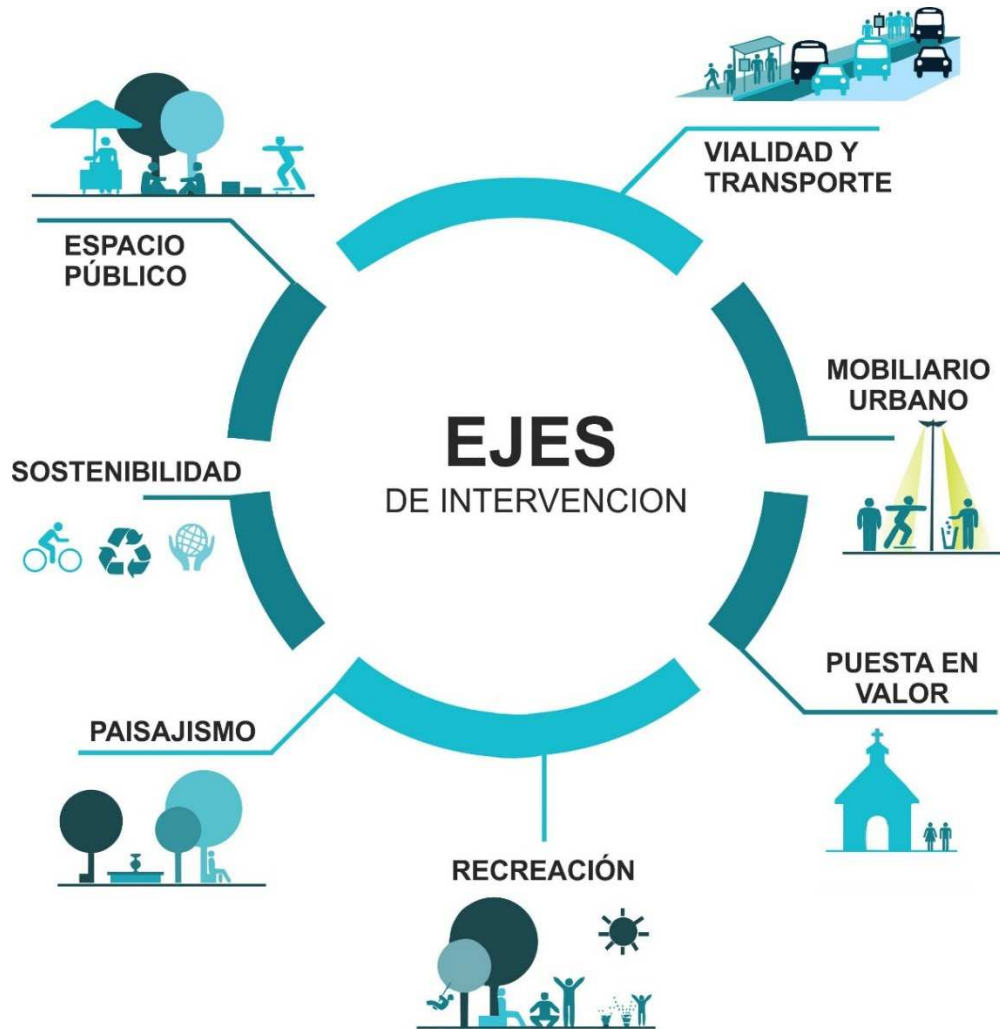 VIALIDAD Y
TRANSPORTE
ESPACIO
PÚBLICO
MOBILIARIO
URBANO
EJES
DE INTERVENCION
SOSTENIBILIDAD
PUESTA EN
VALOR
PAISAJISMO
RECREACIÓN